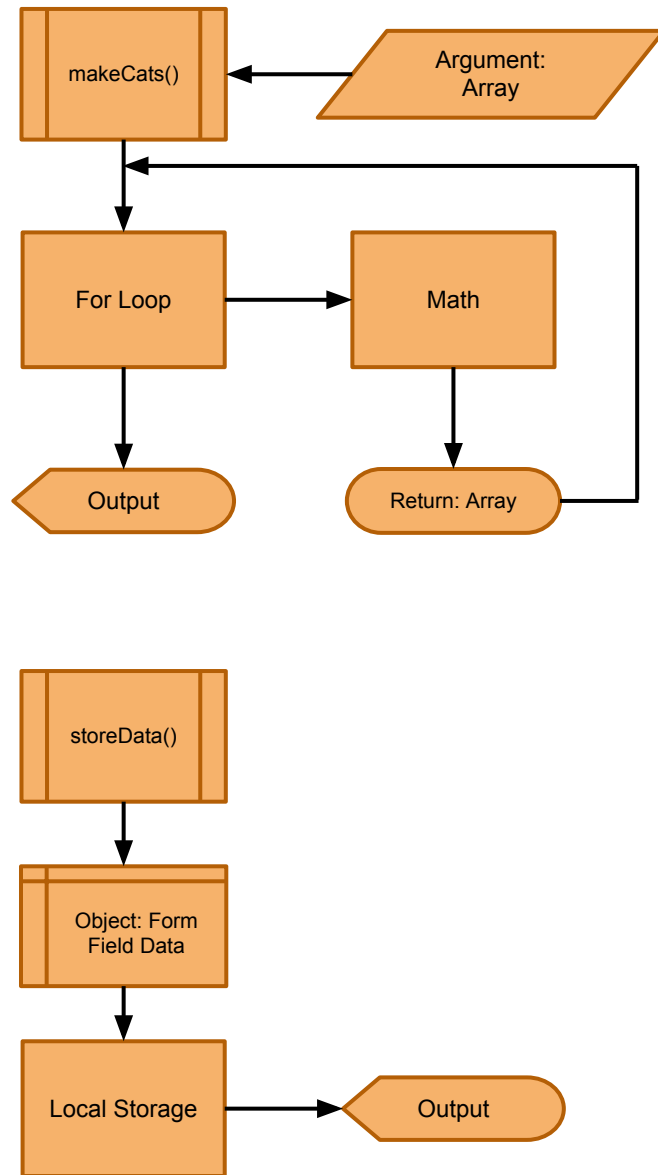 makeCats()
Argument:
Array
For Loop
Math
Output
Return: Array
storeData()
Object: Form
Field Data
Local Storage
Output